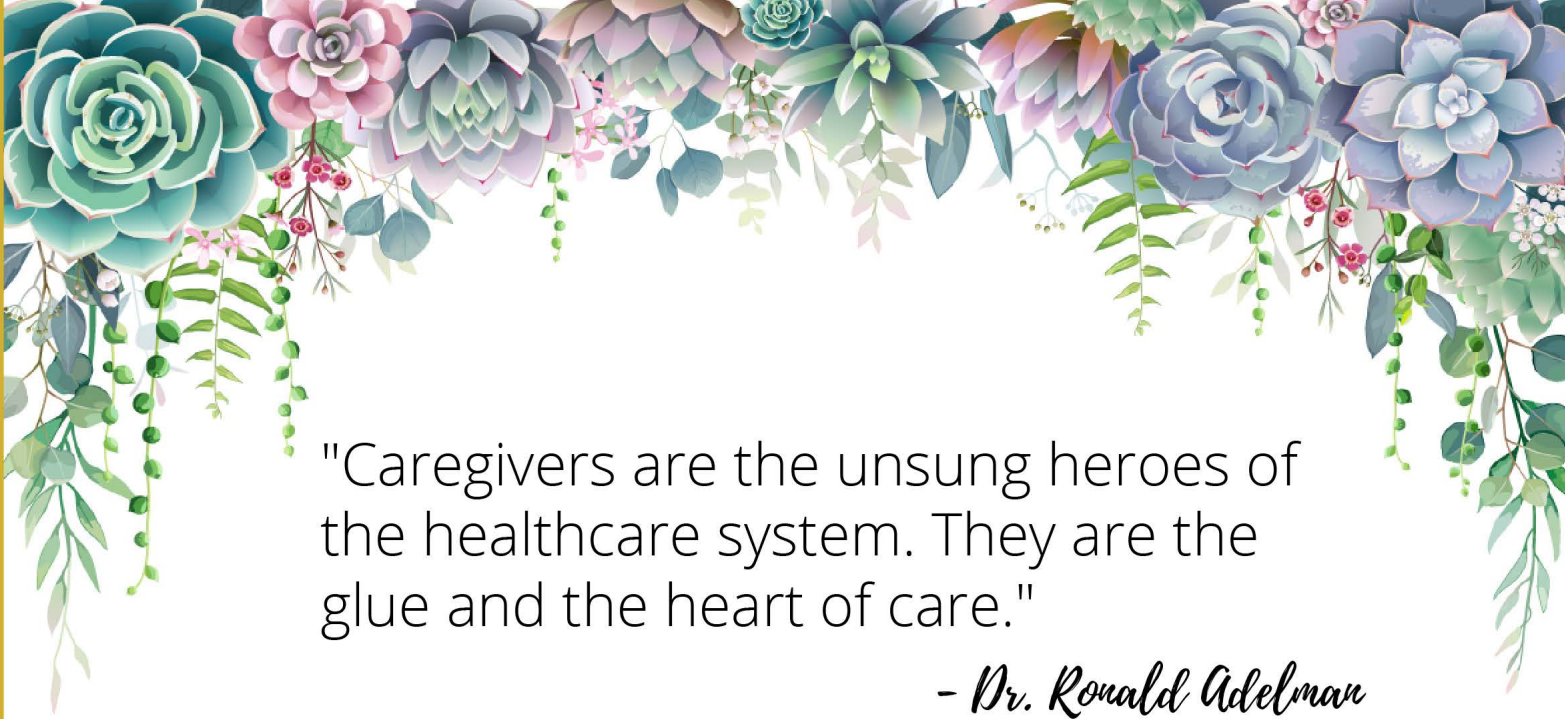 "Caregivers are the unsung heroes of
the healthcare system. They are the
glue and the heart of care."
- Dr. Ronald Adelman